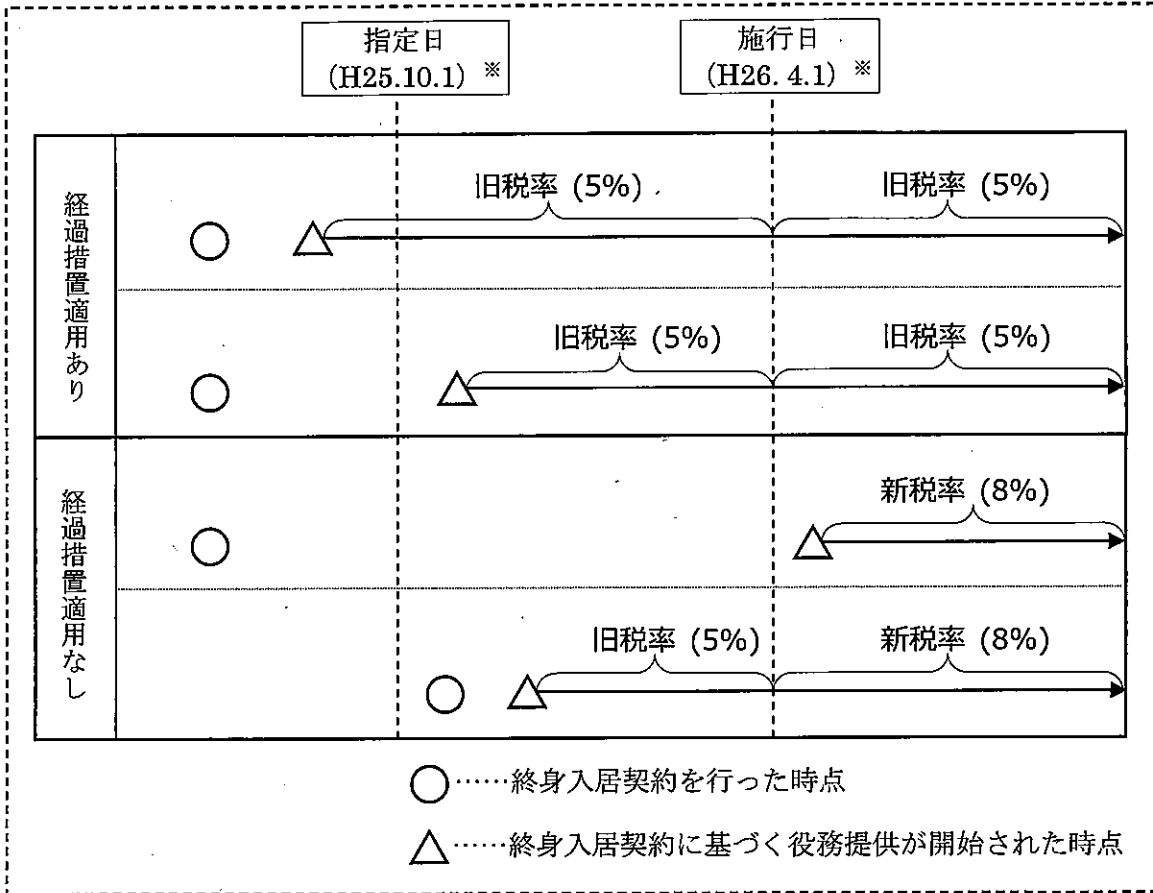 指定日
(H25.10.1) ※
施行日
(H26.4.1) ※
経過措置適用あり
旧税率 (5%)
旧税率 (5%)
旧税率 (5%)
旧税率 (5%)
経過措置適用なし
新税率 (8%)
旧税率 (5%)
新税率 (8%)
○……終身入居契約を行った時点
△……終身入居契約に基づく役務提供が開始された時点